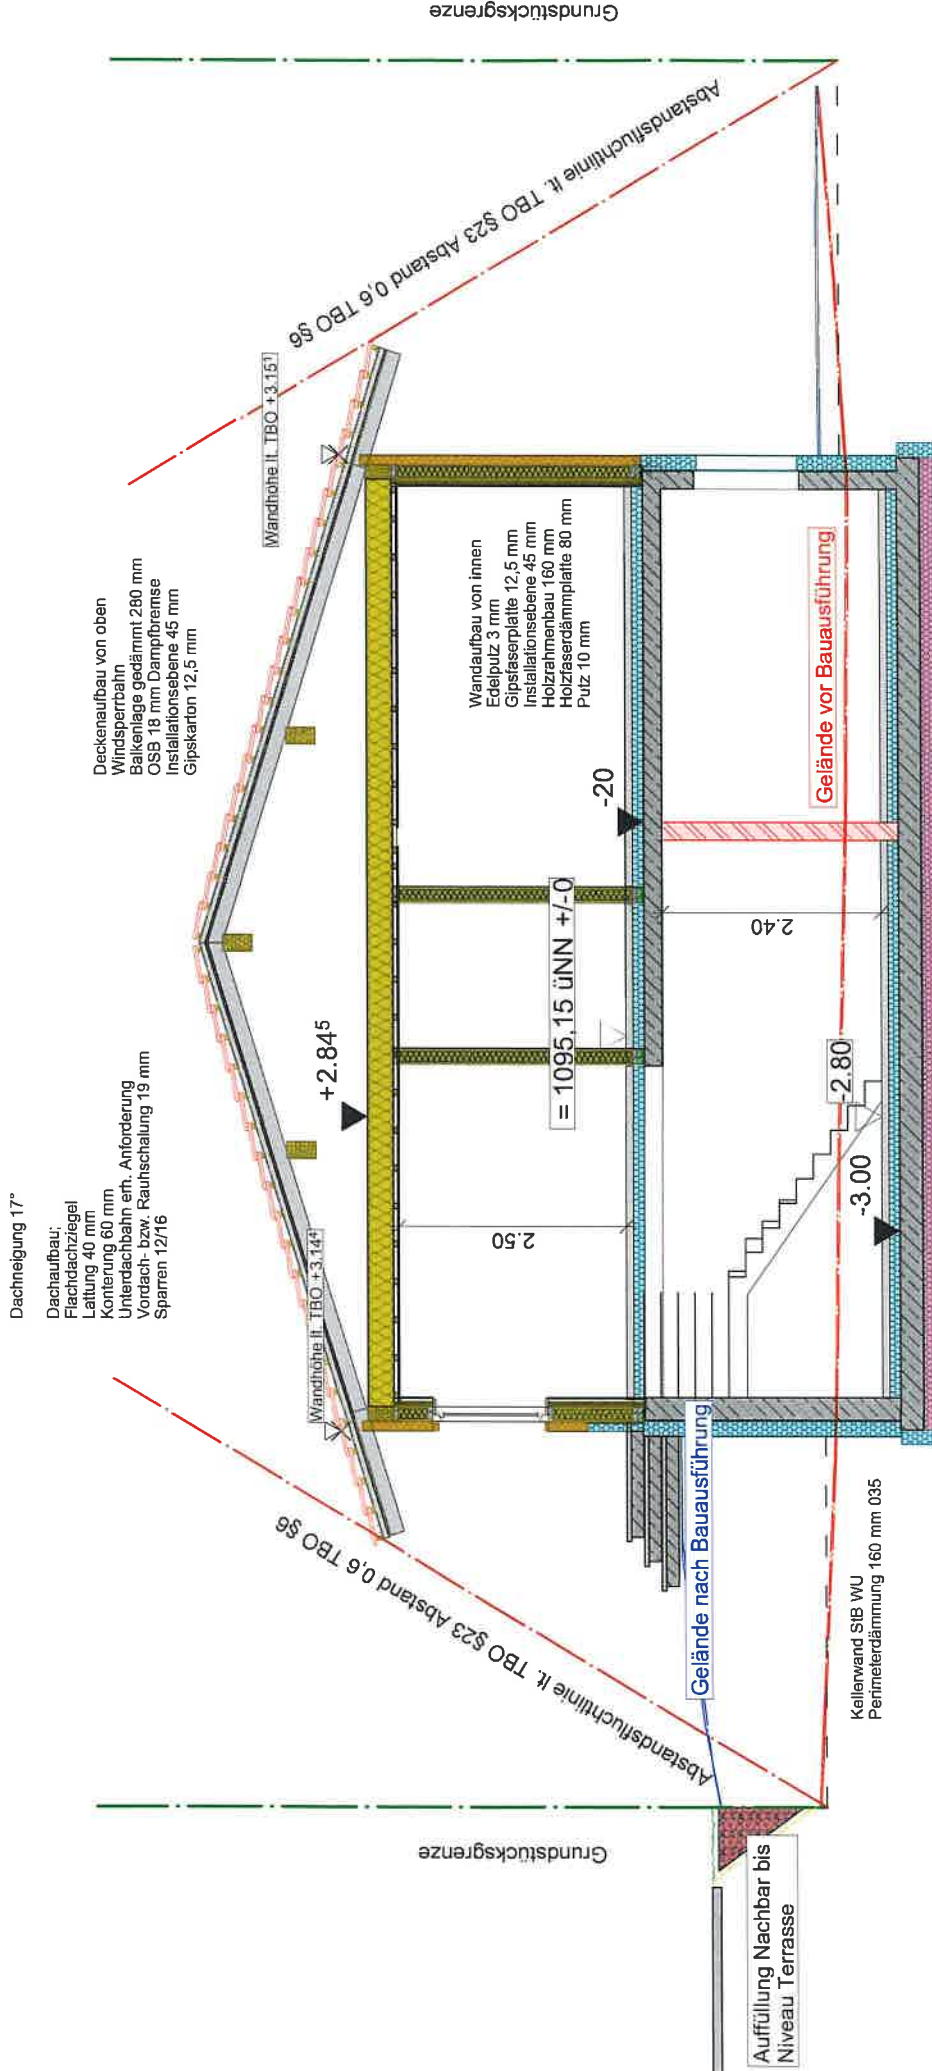 Dachneigung 17°
Dachaufbau;
Flachdachziegel
Lattung 40 mm
Konterung 60 mm
Unterdachbahn erh. Anforderung
Vordach- bzw. Rauhschalung 19 mm
Sparren 12/16
Deckenaufbau von oben
Windsperrbahn
Balkenlage gedämmt 280 mm
OSB 18 mm Dampfbremse
Installationsebene 45 mm
Gipskarton 12,5 mm
Wandhöhe lt. TBO +3.14⁴
+2.84⁵
Wandhöhe lt. TBO +3.15¹
Abstandsfluchtlinie lt. TBO §23 Abstand 0,6 TBO §6
Abstandsfluchtlinie lt. TBO §23 Abstand 0,6 TBO §6
Grundstücksgrenze
Grundstücksgrenze
Wandaufbau von innen
Edelputz 3 mm
Gipsfaserplatte 12,5 mm
Installationsebene 45 mm
Holzrahmenbau 160 mm
Holzfaserdämmplatte 80 mm
Putz 10 mm
2.50
= 1095,15 üNN +/-0
-20
2.40
Gelände nach Bauausführung
Gelände vor Bauausführung
-2.80
-3.00
Auffüllung Nachbar bis
Niveau Terrasse
Kellerwand StB WU
Perimeterdämmung 160 mm 035